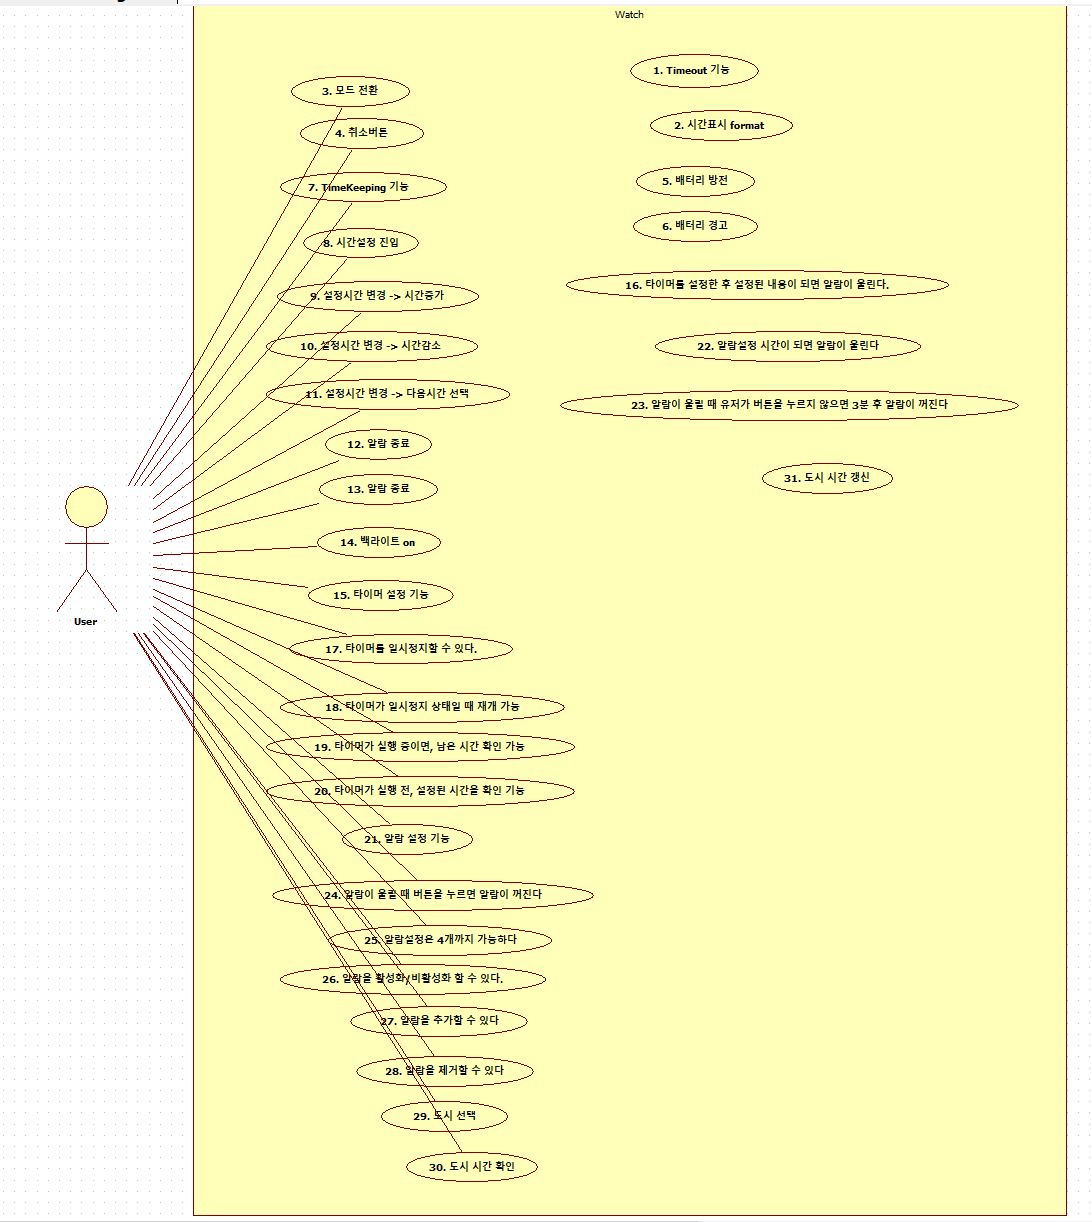 Watch
3. 모드 전환
4. 취소버튼
7. TimeKeeping 기능
8. 시간설정 진입
9. 설정시간 변경 -> 시간증가
10. 설정시간 변경 -> 시간감소
11. 설정시간 변경 -> 다음시간 선택
12. 알람 종료
13. 알람 종료
14. 백라이트 on
15. 타이머 설정 기능
17. 타이머를 일시정지할 수 있다.
18. 타이머가 일시정지 상태일 때 재개 가능
19. 타이머가 실행 중이면, 남은 시간 확인 가능
20. 타이머가 실행 전, 설정된 시간을 확인 기능
21. 알람 설정 기능
24. 알람이 울릴 때 버튼을 누르면 알람이 꺼진다
25. 알람설정은 4개까지 가능하다
26. 알람을 활성화/비활성화 할 수 있다.
27. 알람을 추가할 수 있다
28. 알람을 제거할 수 있다
29. 도시 선택
30. 도시 시간 확인
1. Timeout 기능
2. 시간표시 format
5. 배터리 방전
6. 배터리 경고
16. 타이머를 설정한 후 설정된 내용이 되면 알람이 울린다.
22. 알람설정 시간이 되면 알람이 울린다
23. 알람이 울릴 때 유저가 버튼을 누르지 않으면 3분 후 알람이 꺼진다
31. 도시 시간 갱신
User